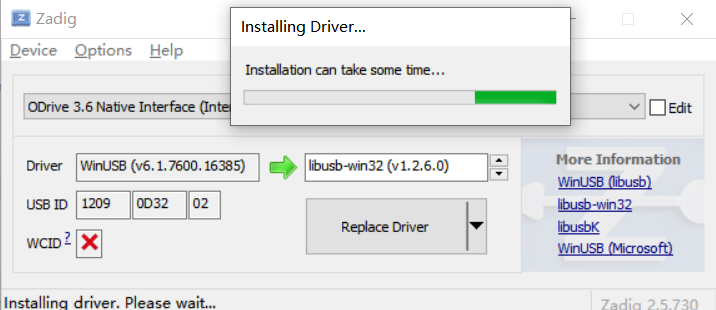 Zadig
Installing Driver...
Device Options Help
Installation can take some time...
ODrive 3.6 Native Interface (Inter
Edit
Driver WinUSB (v6.1.7600.16385) libusb-win32 (v1.2.6.0)
USB ID 1209 0D32 02
WCID ?
Replace Driver
More Information
WinUSB (libusb)
libusb-win32
libusbK
WinUSB (Microsoft)
Installing driver. Please wait...
Zadig 2.5.730